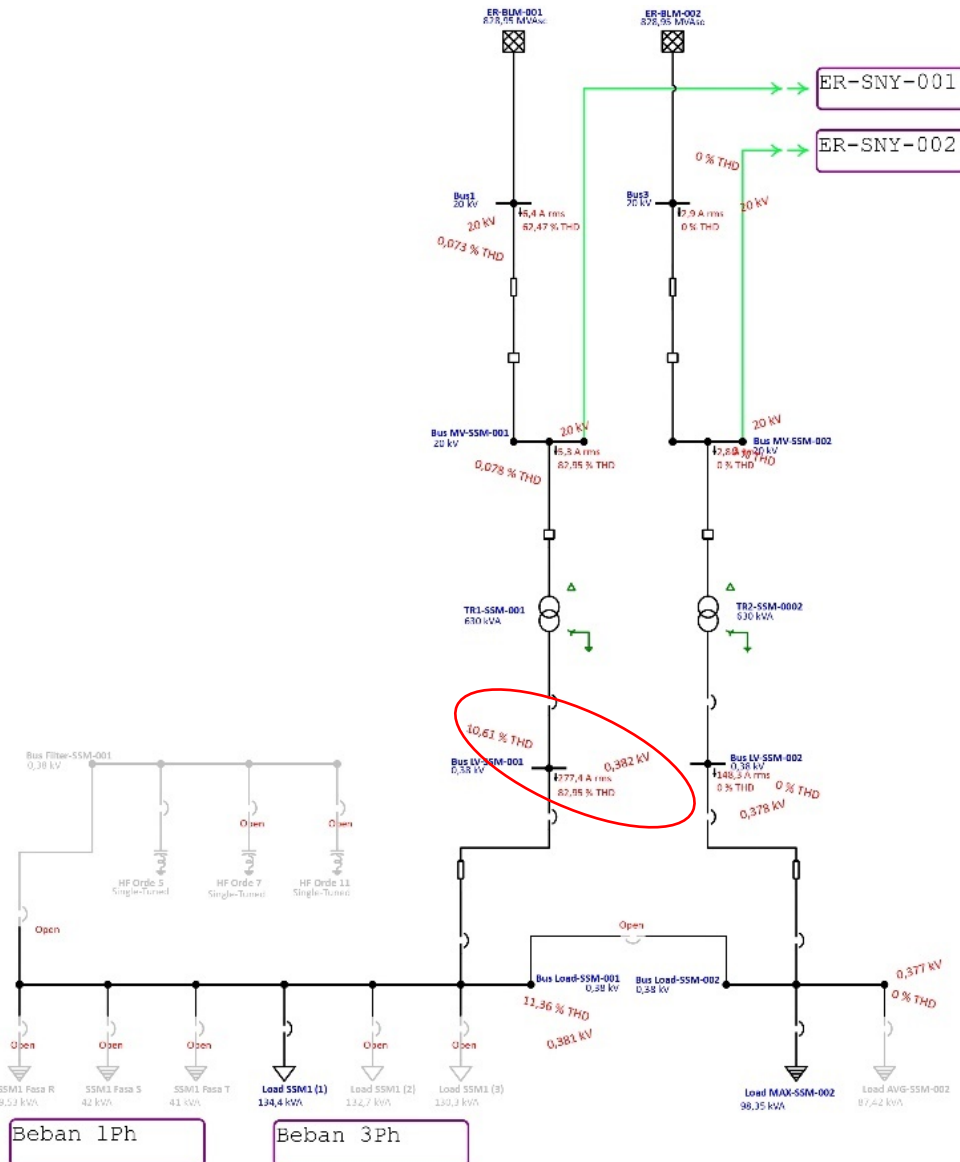 ER-BLM-001
828,95 MVAsc
ER-BLM-002
828,95 MVAsc
ER-SNY-001
ER-SNY-002
0 % THD
20 kV
Bus1
20 kV
20 kV
0,073 % THD
62,47 % THD
Bus3
20 kV
2,9 A rms
0 % THD
Bus MV-SSM-001
20 kV
20 kV
0,078 % THD
5,3 A rms
82,95 % THD
20 kV
Bus MV-SSM-002
20 kV
0 % THD
TR1-SSM-001
630 kVA
TR2-SSM-0002
630 kVA
10,61 % THD
Bus LV-SSM-001
0,38 kV
0,382 kV
277,4 A rms
82,95 % THD
Bus LV-SSM-002
0,38 kV
148,3 A rms
0 % THD
0 % THD
0,378 kV
Bus Filter-SSM-001
0,38 kV
Open
Open
HF Orde 5
Single-Tuned
HF Orde 7
Single-Tuned
HF Orde 11
Single-Tuned
Open
Open
Bus Load-SSM-001
0,38 kV
Bus Load-SSM-002
0,38 kV
11,36 % THD
0,381 kV
0,377 kV
0 % THD
Open
Open
Open
Open
Open
SSM1 Fasa R
9,53 kVA
SSM1 Fasa S
42 kVA
SSM1 Fasa T
41 kVA
Load SSM1 (1)
134,4 kVA
Load SSM1 (2)
132,7 kVA
Load SSM1 (3)
130,3 kVA
Load MAX-SSM-002
98,35 kVA
Load AVG-SSM-002
87,42 kVA
Beban 1Ph
Beban 3Ph